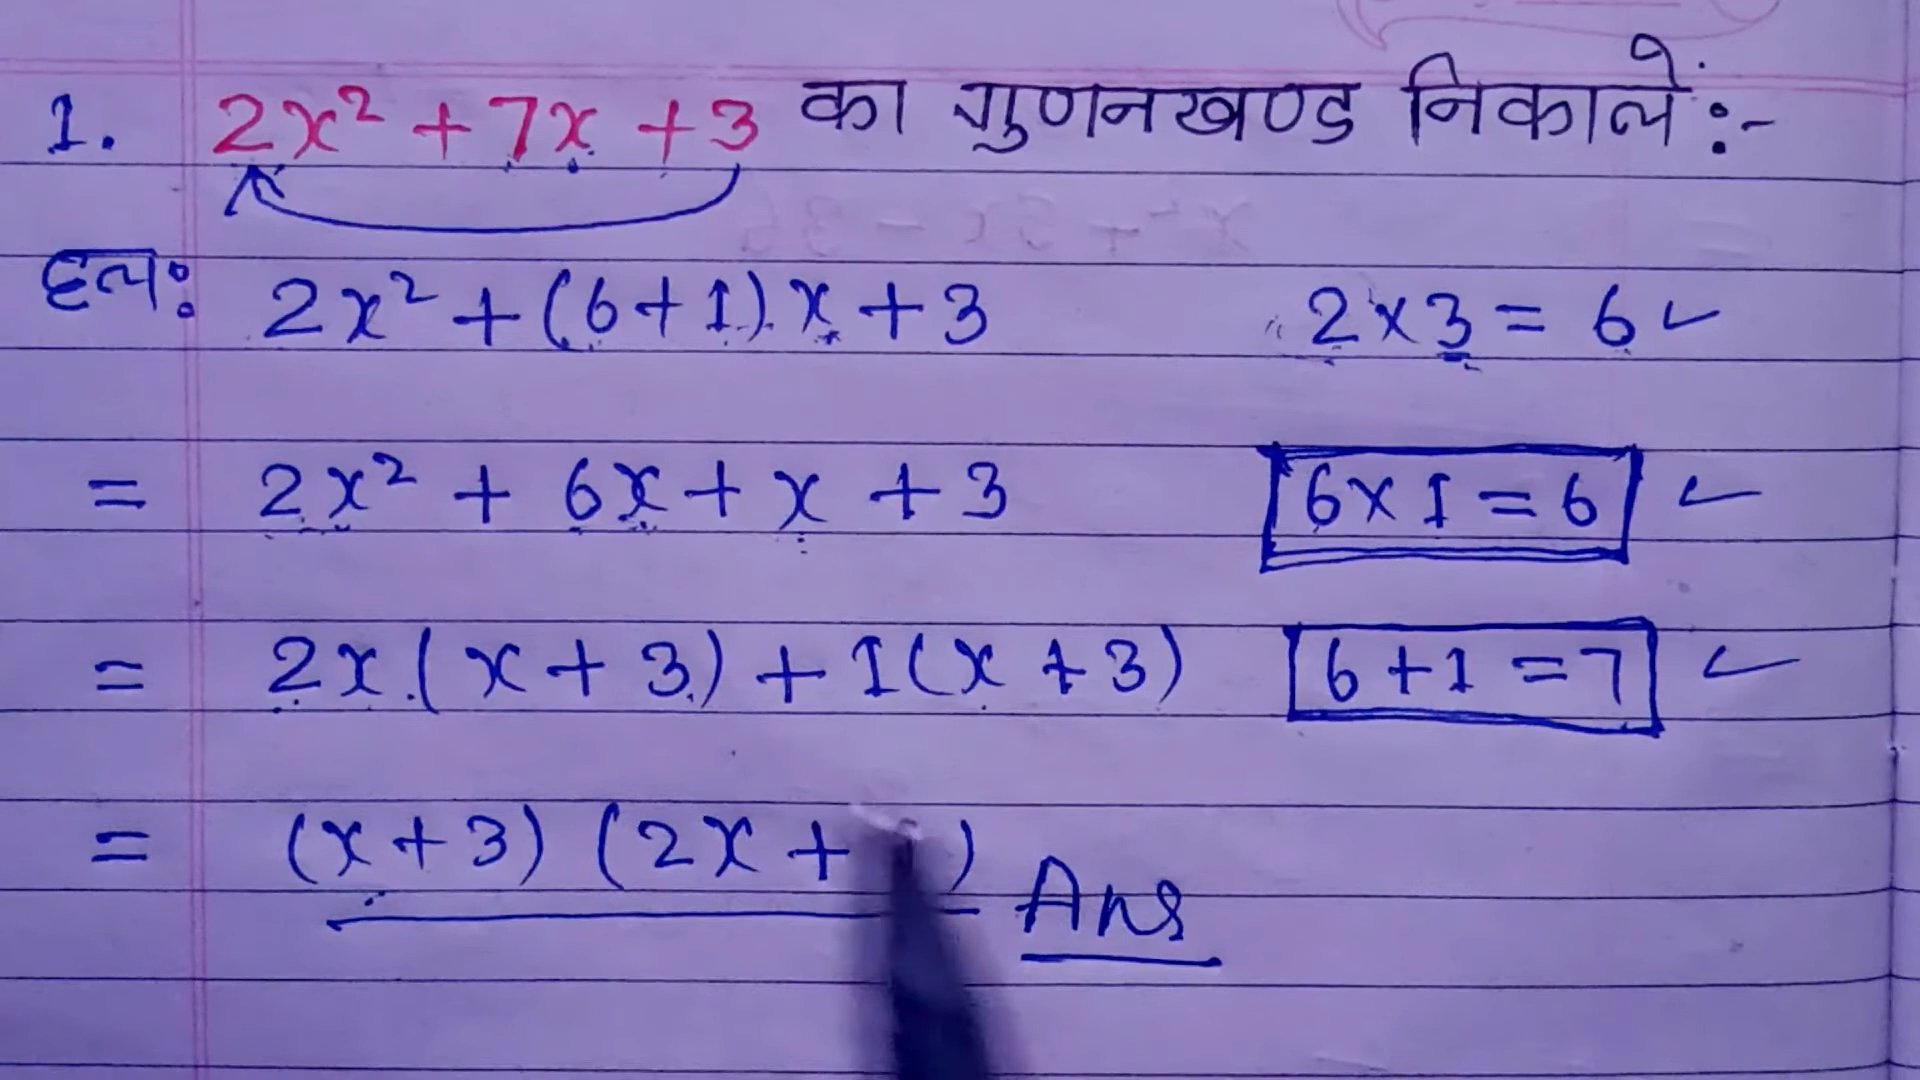 1. 2x² + 7x + 3 का गुणनखण्ड निकालें :-
हल: 2x² + (6+1)x + 3 2×3 = 6 ✓
= 2x² + 6x + x + 3 6×1 = 6 ✓
= 2x(x+3) + 1(x+3) 6+1 = 7 ✓
= (x+3) (2x+ ) Ans